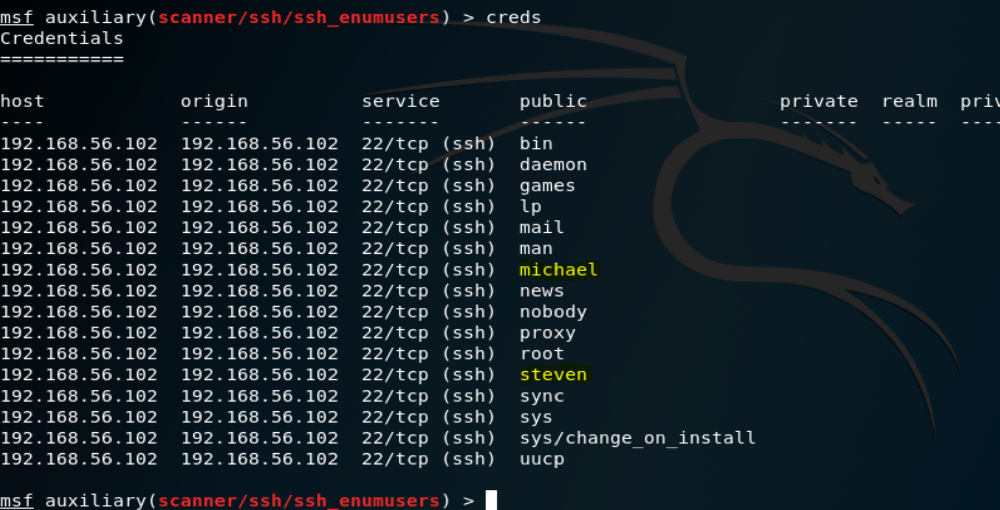 msf auxiliary(scanner/ssh/ssh_enumusers) > creds
Credentials
===========
host origin service public private realm priv
---- ------ ------- ------ ------- ----- ----
192.168.56.102 192.168.56.102 22/tcp (ssh) bin
192.168.56.102 192.168.56.102 22/tcp (ssh) daemon
192.168.56.102 192.168.56.102 22/tcp (ssh) games
192.168.56.102 192.168.56.102 22/tcp (ssh) lp
192.168.56.102 192.168.56.102 22/tcp (ssh) mail
192.168.56.102 192.168.56.102 22/tcp (ssh) man
192.168.56.102 192.168.56.102 22/tcp (ssh) michael
192.168.56.102 192.168.56.102 22/tcp (ssh) news
192.168.56.102 192.168.56.102 22/tcp (ssh) nobody
192.168.56.102 192.168.56.102 22/tcp (ssh) proxy
192.168.56.102 192.168.56.102 22/tcp (ssh) root
192.168.56.102 192.168.56.102 22/tcp (ssh) steven
192.168.56.102 192.168.56.102 22/tcp (ssh) sync
192.168.56.102 192.168.56.102 22/tcp (ssh) sys
192.168.56.102 192.168.56.102 22/tcp (ssh) sys/change_on_install
192.168.56.102 192.168.56.102 22/tcp (ssh) uucp
msf auxiliary(scanner/ssh/ssh_enumusers) >